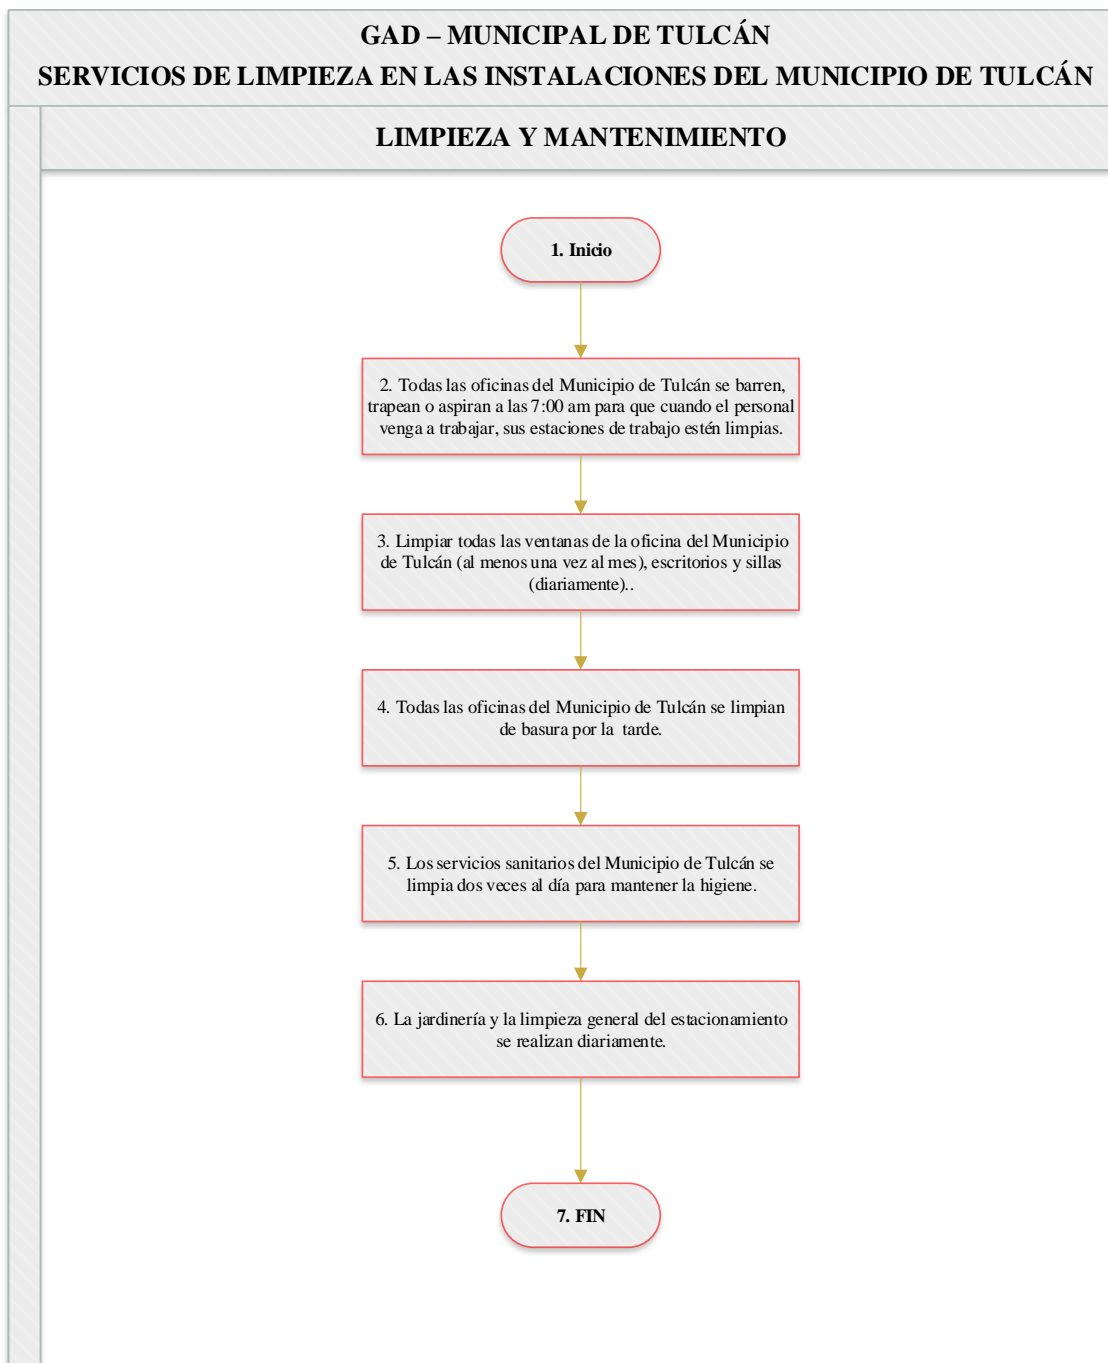 GAD – MUNICIPAL DE TULCÁN
SERVICIOS DE LIMPIEZA EN LAS INSTALACIONES DEL MUNICIPIO DE TULCÁN
LIMPIEZA Y MANTENIMIENTO
1. Inicio
2. Todas las oficinas del Municipio de Tulcán se barren,
trapean o aspiran a las 7:00 am para que cuando el personal
venga a trabajar, sus estaciones de trabajo estén limpias.
3. Limpiar todas las ventanas de la oficina del Municipio
de Tulcán (al menos una vez al mes), escritorios y sillas
(diariamente)..
4. Todas las oficinas del Municipio de Tulcán se limpian
de basura por la  tarde.
5. Los servicios sanitarios del Municipio de Tulcán se
limpia dos veces al día para mantener la higiene.
6. La jardinería y la limpieza general del estacionamiento
se realizan diariamente.
7. FIN